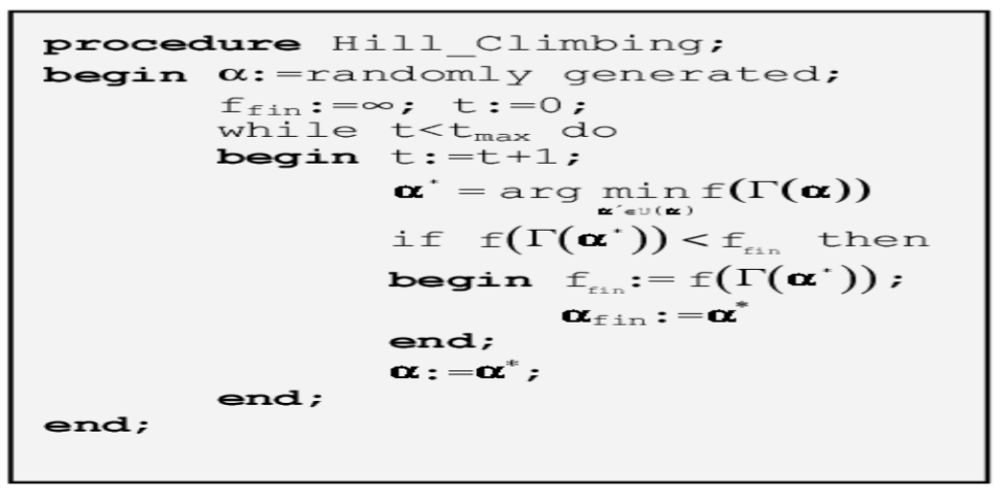 procedure Hill_Climbing;
begin α:=randomly generated;
f_fin:=∞; t:=0;
while t<t_max do
begin t:=t+1;
α* = arg min f(Γ(α))
α´∈U(α)
if f(Γ(α*)) < f_fin then
begin f_fin:= f(Γ(α*));
α_fin:=α*
end;
α:=α*;
end;
end;